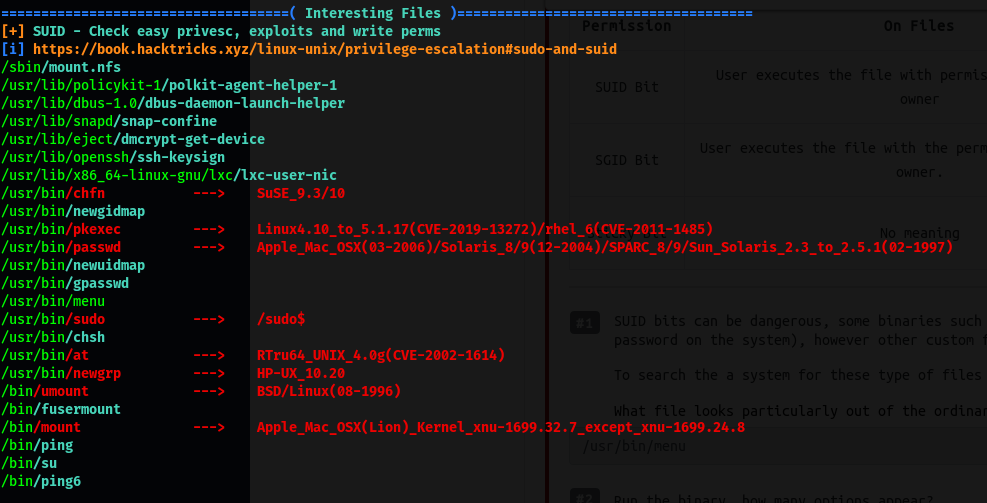 ====================================( Interesting Files )=====================================
[+] SUID - Check easy privesc, exploits and write perms
[i] https://book.hacktricks.xyz/linux-unix/privilege-escalation#sudo-and-suid
/sbin/mount.nfs
/usr/lib/policykit-1/polkit-agent-helper-1
/usr/lib/dbus-1.0/dbus-daemon-launch-helper
/usr/lib/snapd/snap-confine
/usr/lib/eject/dmcrypt-get-device
/usr/lib/openssh/ssh-keysign
/usr/lib/x86_64-linux-gnu/lxc/lxc-user-nic
/usr/bin/chfn ---> SuSE_9.3/10
/usr/bin/newgidmap
/usr/bin/pkexec ---> Linux4.10_to_5.1.17(CVE-2019-13272)/rhel_6(CVE-2011-1485)
/usr/bin/passwd ---> Apple_Mac_OSX(03-2006)/Solaris_8/9(12-2004)/SPARC_8/9/Sun_Solaris_2.3_to_2.5.1(02-1997)
/usr/bin/newuidmap
/usr/bin/gpasswd
/usr/bin/menu
/usr/bin/sudo ---> /sudo$
/usr/bin/chsh
/usr/bin/at ---> RTru64_UNIX_4.0g(CVE-2002-1614)
/usr/bin/newgrp ---> HP-UX_10.20
/bin/umount ---> BSD/Linux(08-1996)
/bin/fusermount
/bin/mount ---> Apple_Mac_OSX(Lion)_Kernel_xnu-1699.32.7_except_xnu-1699.24.8
/bin/ping
/bin/su
/bin/ping6
Permission On Files
SUID Bit
User executes the file with
owner
SGID Bit
User executes the file with the
owner.
No meaning
#1
SUID bits can be dangerous, some binaries such
password on the system), however other custom
To search the a system for these type of files
What file looks particularly out of the
/usr/bin/menu
#2
Run the binary, how many options appear?